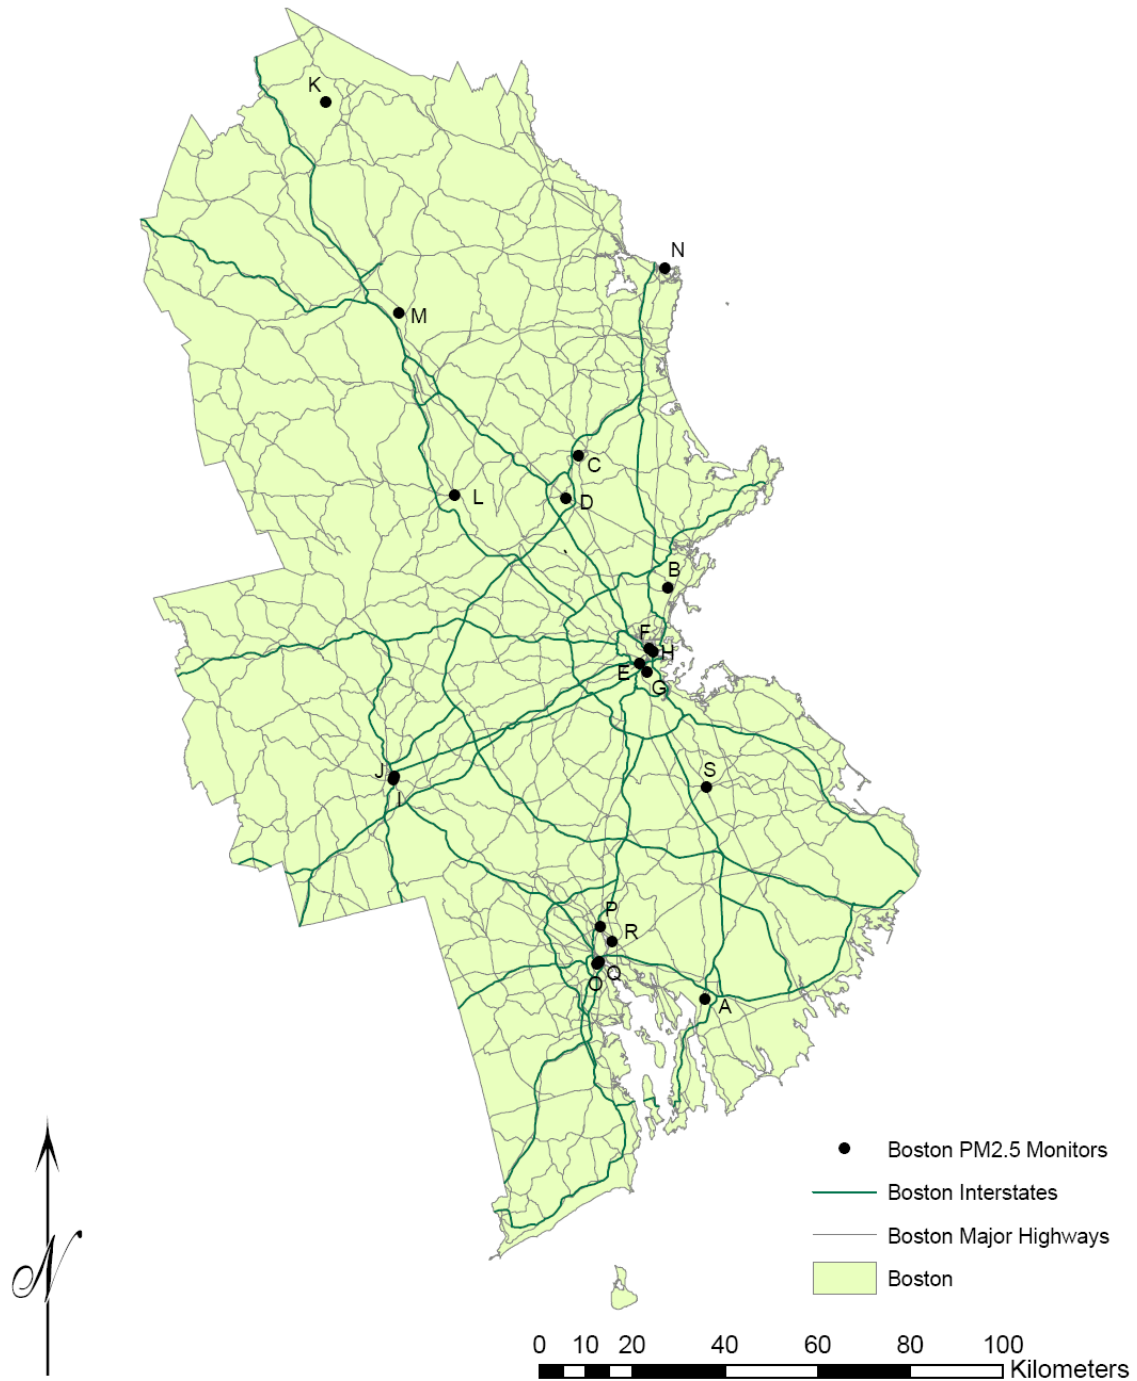 K
N
M
C
L
D
B
F
H
E
G
J
I
S
P
R
Q
O
A
Boston PM2.5 Monitors
Boston Interstates
Boston Major Highways
Boston
N
0 10 20 40 60 80 100
Kilometers